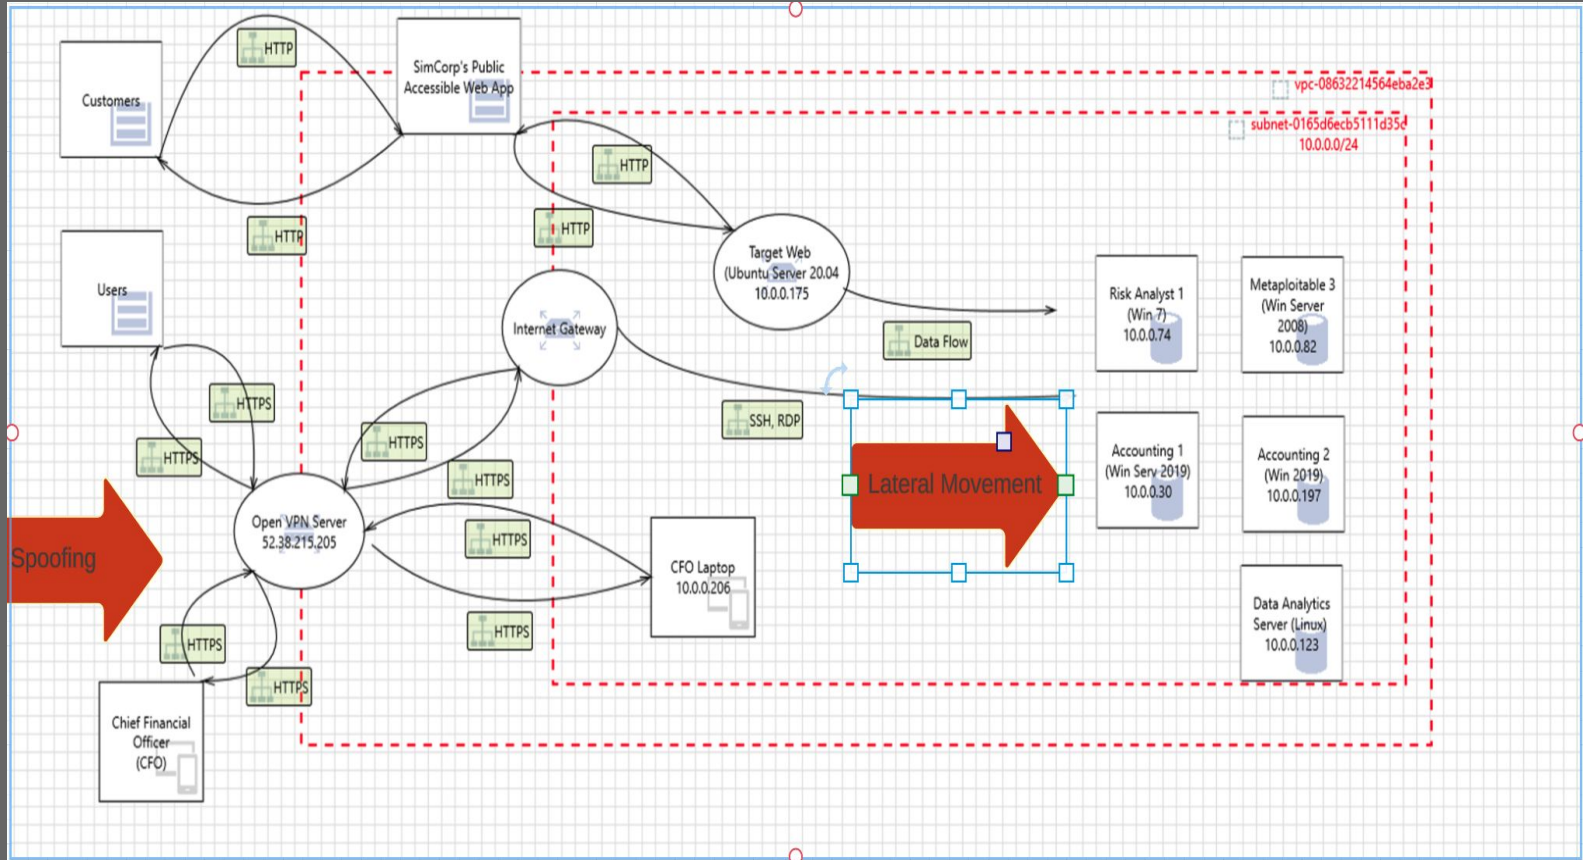 HTTP
SimCorp's Public
Accessible Web App
Customers
vpc-08632214564eba2e3
subnet-0165d6ecb5111d35c
10.0.0.0/24
HTTP
HTTP
HTTP
Users
Target Web
(Ubuntu Server 20.04
10.0.0.175
Internet Gateway
Data Flow
Risk Analyst 1
(Win 7)
10.0.0.74
Metaploitable 3
(Win Server
2008)
10.0.0.82
HTTPS
HTTPS
HTTPS
HTTPS
SSH, RDP
Lateral Movement
Accounting 1
(Win Serv 2019)
10.0.0.30
Accounting 2
(Win 2019)
10.0.0.197
Spoofing
Open VPN Server
52.38.215.205
HTTPS
HTTPS
CFO Laptop
10.0.0.206
Data Analytics
Server (Linux)
10.0.0.123
HTTPS
HTTPS
Chief Financial
Officer
(CFO)